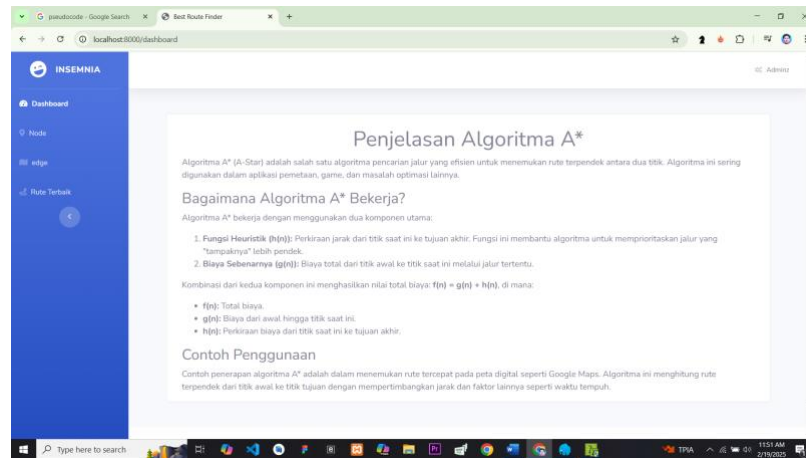 pseudocode - Google Search
Best Route Finder
localhost:8000/dashboard
INSEMNIA
Dashboard
Node
edge
Rute Terbaik
Penjelasan Algoritma A*
Algoritma A* (A-Star) adalah salah satu algoritma pencarian jalur yang efisien untuk menemukan rute terpendek antara dua titik. Algoritma ini sering
digunakan dalam aplikasi pemetaan, game, dan masalah optimasi lainnya.
Bagaimana Algoritma A* Bekerja?
Algoritma A* bekerja dengan menggunakan dua komponen utama:
1. Fungsi Heuristik (h(n)): Perkiraan jarak dari titik saat ini ke tujuan akhir. Fungsi ini membantu algoritma untuk memprioritaskan jalur yang
"tampaknya" lebih pendek.
2. Biaya Sebenarnya (g(n)): Biaya total dari titik awal ke titik saat ini melalui jalur tertentu.
Kombinasi dari kedua komponen ini menghasilkan nilai total biaya: f(n) = g(n) + h(n), di mana:
• f(n): Total biaya.
• g(n): Biaya dari awal hingga titik saat ini.
• h(n): Perkiraan biaya dari titik saat ini ke tujuan akhir.
Contoh Penggunaan
Contoh penerapan algoritma A* adalah dalam menemukan rute tercepat pada peta digital seperti Google Maps. Algoritma ini menghitung rute
terpendek dari titik awal ke titik tujuan dengan mempertimbangkan jarak dan faktor lainnya seperti waktu tempuh.
Type here to search
TPIA
11:51 AM
2/19/2025